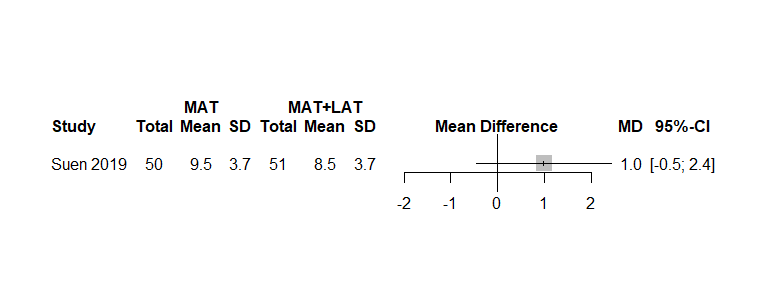 MAT MAT+LAT
Study Total Mean SD Total Mean SD Mean Difference MD 95%-CI
Suen 2019 50 9.5 3.7 51 8.5 3.7 1.0 [-0.5; 2.4]
-2 -1 0 1 2